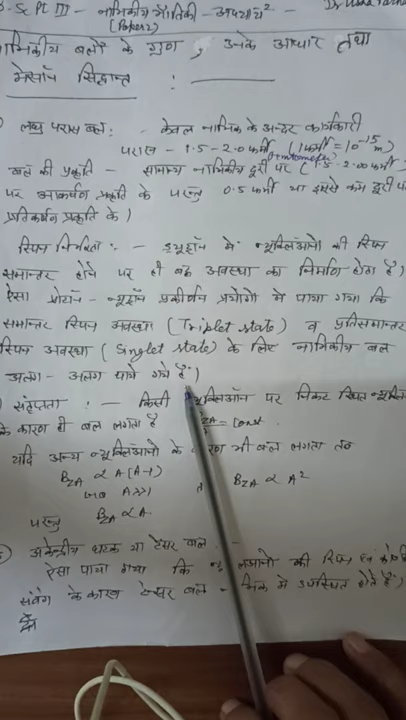 B.Sc Pt III - नाभिकीय भौतिकी - अध्याय 2 -
(Paper 2)
नाभिकीय बलों के गुण, उनके आधार तथा
मेसॉन सिद्धान्त :
लघु परास बल : - केवल नाभिक के अन्दर कार्यकारी
परास - 1.5 - 2.0 फर्मी (1 फर्मी = 10^-15 m)
बल की प्रकृति - सामान्य नाभिकीय दूरी पर (1.5 - 2.00 फर्मी)
पर आकर्षण प्रकृति के परन्तु 0.5 फर्मी या इससे कम दूरी पर
प्रतिकर्षण प्रकृति के।
स्पिन निर्भरता : - ड्यूट्रॉन में न्यूक्लिऑनो की स्पिन
समान्तर होने पर ही बद्ध अवस्था का निर्माण होता है।
ऐसा प्रोटॉन - न्यूट्रॉन प्रकीर्णन प्रयोगो मे पाया गया कि
समान्तर स्पिन अवस्था (Triplet state) व प्रतिसमान्तर
स्पिन अवस्था (Singlet state) के लिए नाभिकीय बल
अलग - अलग पाये गये हैं।
संतृप्तता : - किसी न्यूक्लिऑन पर निकट स्थित
के कारण ही बल लगता है = Const
यदि अन्य न्यूक्लिऑनो के कारण भी बल लगता तब
B_ZA ∝ A(A-1)
जब A>>1 B_ZA ∝ A^2
परन्तु B_ZA ∝ A.
अकेन्द्रीय घटक या टेन्सर बल -
ऐसा पाया गया कि की स्पिन
संवेग के कारण टेन्सर बल मे उपस्थित होते हैं।